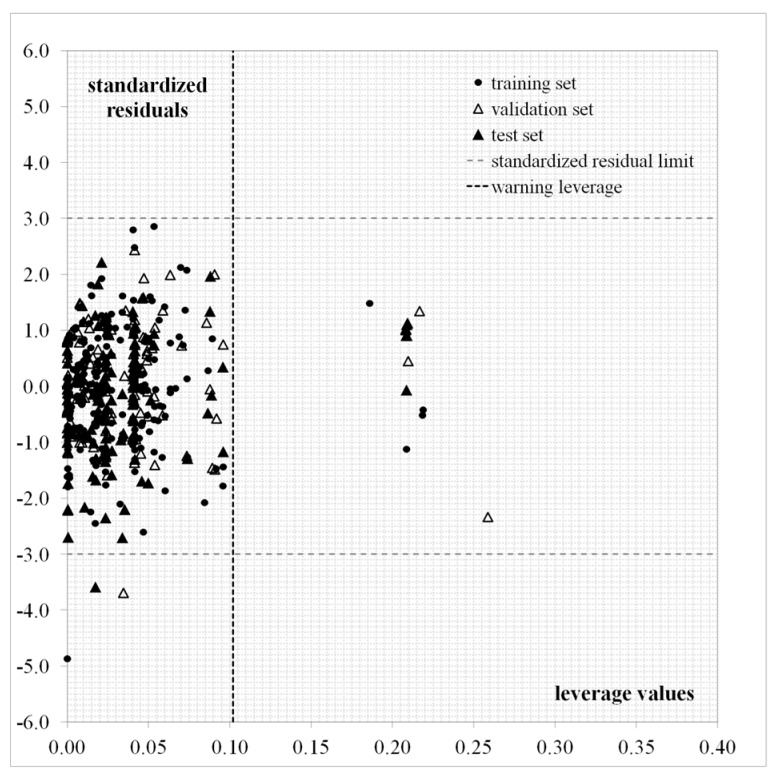 6.0
standardized
residuals
training set
5.0
validation set
test set
4.0
standardized residual limit
warning leverage
3.0
2.0
1.0
0.0
-1.0
-2.0
-3.0
-4.0
-5.0
leverage values
-6.0
0.00 0.05 0.10 0.15 0.20 0.25 0.30 0.35 0.40